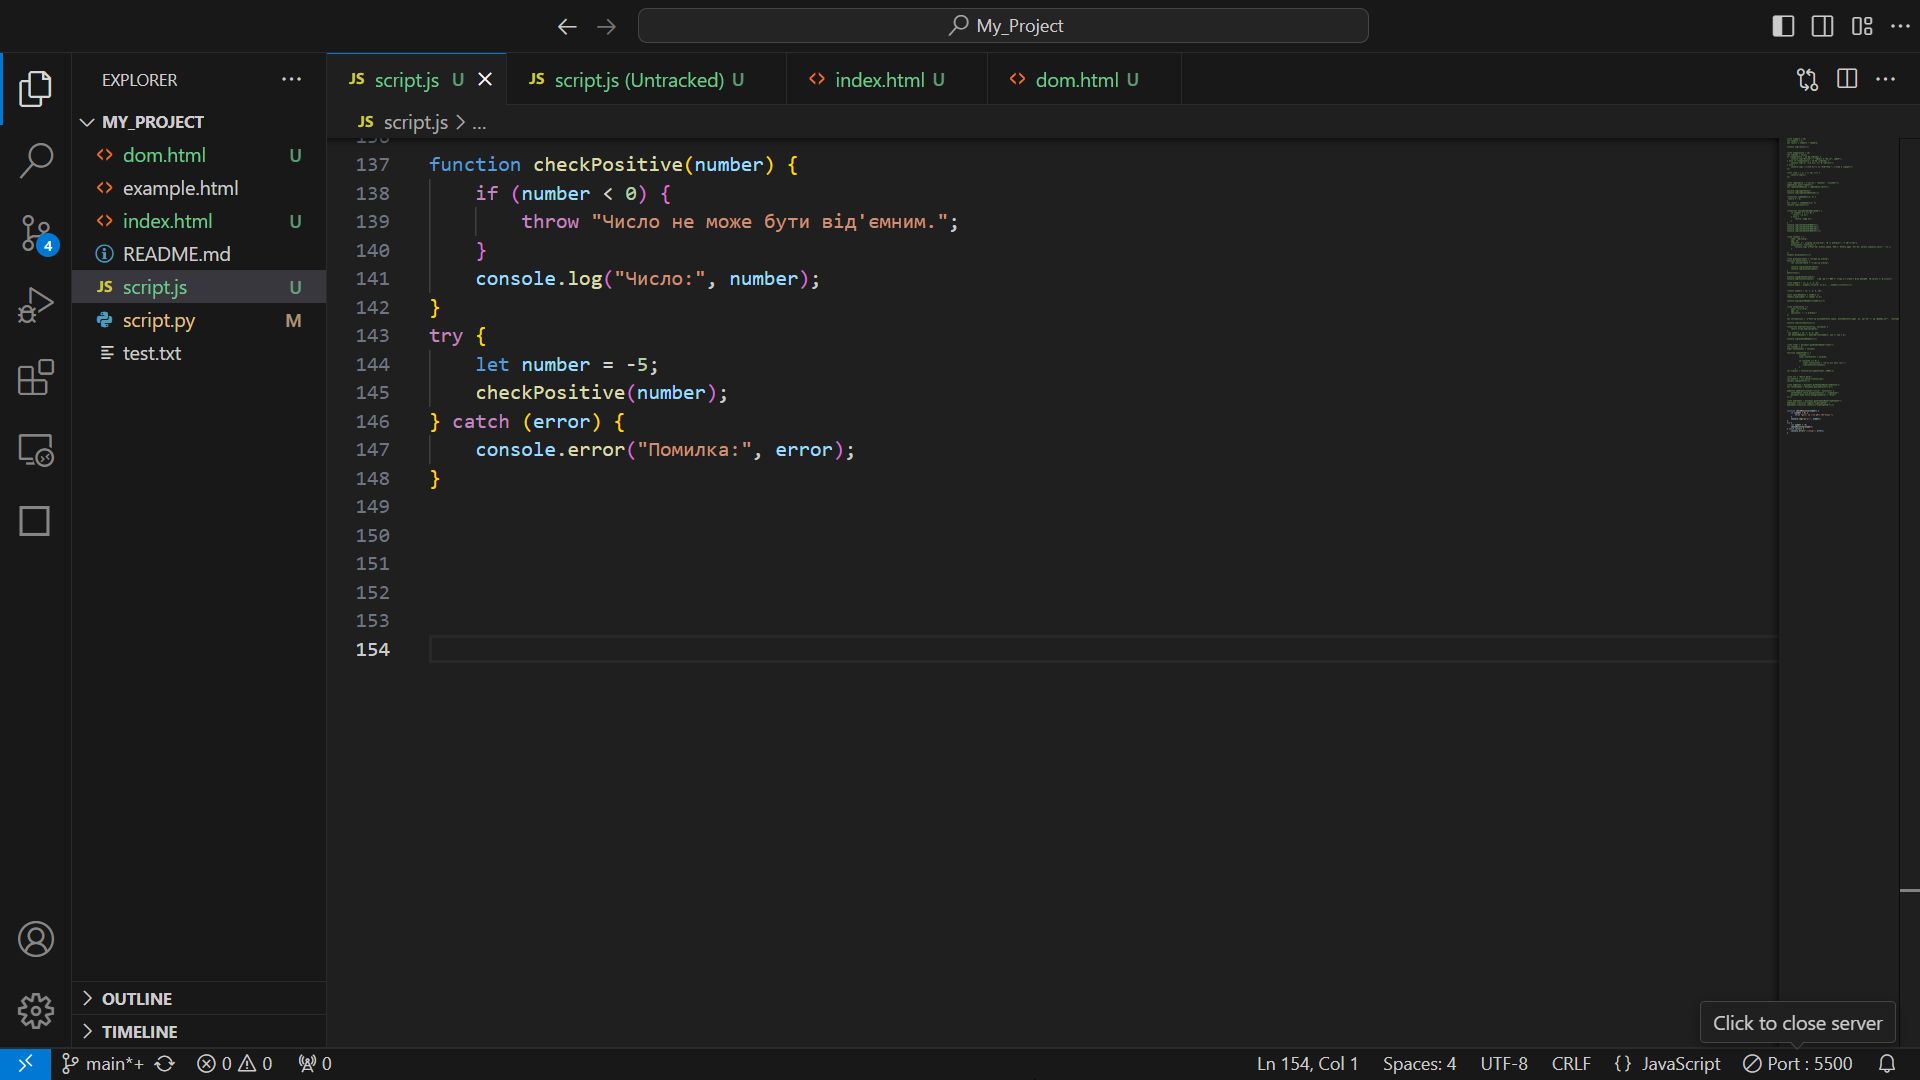 My_Project
EXPLORER
MY_PROJECT
dom.html U
example.html
index.html U
README.md
JS script.js U
script.py M
test.txt
OUTLINE
TIMELINE
4
JS script.js U
JS script.js (Untracked) U
index.html U
dom.html U
JS script.js > ...
137 function checkPositive(number) {
138 if (number < 0) {
139 throw "Число не може бути від'ємним.";
140 }
141 console.log("Число:", number);
142 }
143 try {
144 let number = -5;
145 checkPositive(number);
146 } catch (error) {
147 console.error("Помилка:", error);
148 }
149
150
151
152
153
154
Click to close server
main*+ 0 0 0 Ln 154, Col 1 Spaces: 4 UTF-8 CRLF {} JavaScript Port : 5500